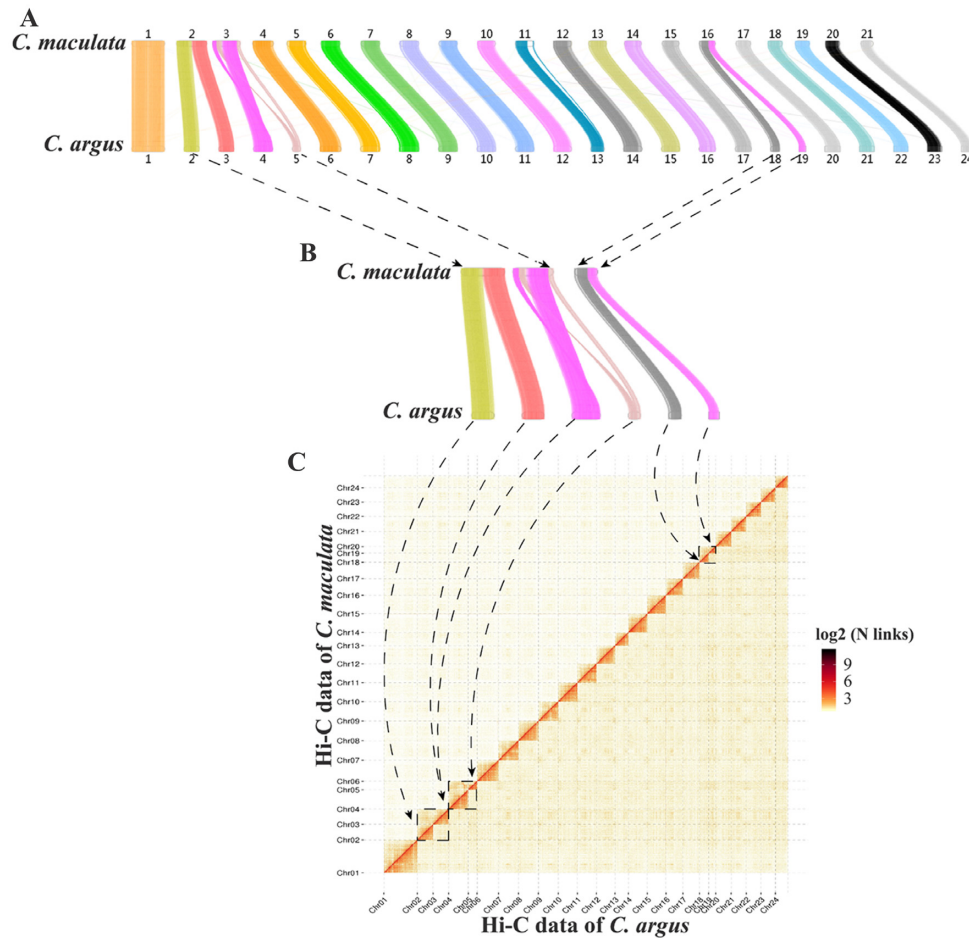 A
1 2 3 4 5 6 7 8 9 10 11 12 13 14 15 16 17 18 19 20 21
C. maculata
C. argus
1 2 3 4 5 6 7 8 9 10 11 12 13 14 15 16 17 18 19 20 21 22 23 24
B
C. maculata
C. argus
C
Hi-C data of C. maculata
Chr24
Chr23
Chr22
Chr21
Chr20
Chr19
Chr18
Chr17
Chr16
Chr15
Chr14
Chr13
Chr12
Chr11
Chr10
Chr09
Chr08
Chr07
Chr06
Chr05
Chr04
Chr03
Chr02
Chr01
log2 (N links)
9
6
3
Chr01 Chr02 Chr03 Chr04 Chr05 Chr06 Chr07 Chr08 Chr09 Chr10 Chr11 Chr12 Chr13 Chr14 Chr15 Chr16 Chr17 Chr18 Chr19 Chr20 Chr21 Chr22 Chr23 Chr24
Hi-C data of C. argus